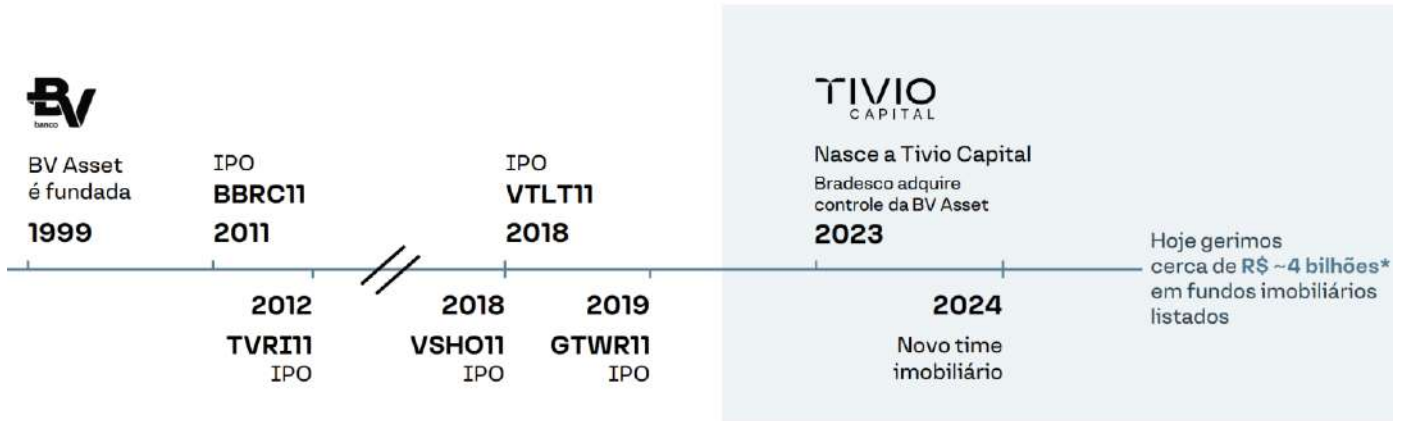 BV
banco
BV Asset
é fundada
1999
IPO
BBRC11
2011
2012
TVRI11
IPO
IPO
VTLT11
2018
2018
VSHO11
IPO
2019
GTWR11
IPO
TIVIO
CAPITAL
Nasce a Tivio Capital
Bradesco adquire
controle da BV Asset
2023
2024
Novo time
imobiliário
Hoje gerimos
cerca de R$ ~4 bilhões*
em fundos imobiliários
listados